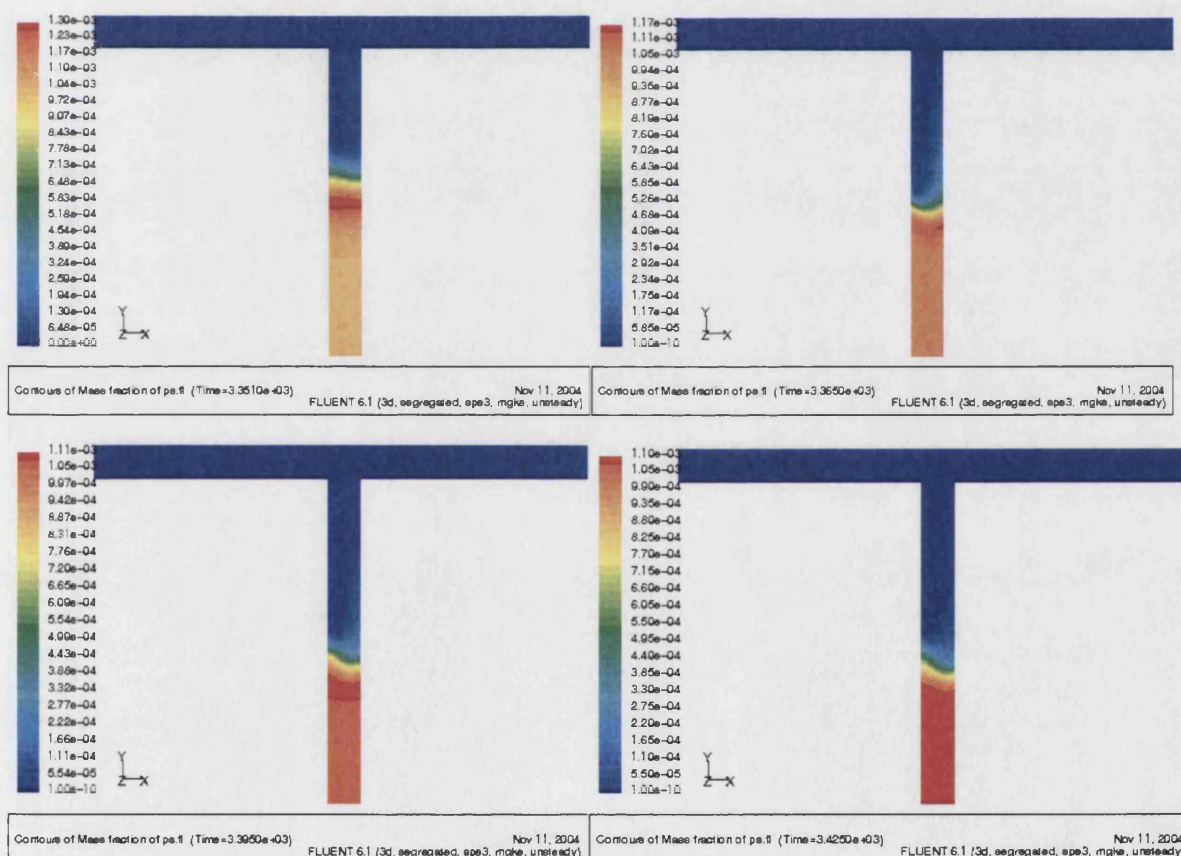 1.30e-03
1.23e-03
1.17e-03
1.10e-03
1.04e-03
9.72e-04
9.07e-04
8.43e-04
7.78e-04
7.13e-04
6.48e-04
5.83e-04
5.18e-04
4.54e-04
3.89e-04
3.24e-04
2.59e-04
1.94e-04
1.30e-04
6.48e-05
0.00e+00
Y
Z X
Contours of Mass fraction of ps.fl (Time=3.3510e+03)
Nov 11, 2004
FLUENT 6.1 (3d, segregated, spe3, rngke, unsteady)
1.17e-03
1.11e-03
1.05e-03
9.94e-04
9.35e-04
8.77e-04
8.19e-04
7.60e-04
7.02e-04
6.43e-04
5.85e-04
5.26e-04
4.68e-04
4.09e-04
3.51e-04
2.92e-04
2.34e-04
1.75e-04
1.17e-04
5.85e-05
1.00e-10
Y
Z X
Contours of Mass fraction of ps.fl (Time=3.3650e+03)
Nov 11, 2004
FLUENT 6.1 (3d, segregated, spe3, rngke, unsteady)
1.11e-03
1.05e-03
9.97e-04
9.42e-04
8.87e-04
8.31e-04
7.76e-04
7.20e-04
6.65e-04
6.09e-04
5.54e-04
4.99e-04
4.43e-04
3.88e-04
3.32e-04
2.77e-04
2.22e-04
1.66e-04
1.11e-04
5.54e-05
1.00e-10
Y
Z X
Contours of Mass fraction of ps.fl (Time=3.3950e+03)
Nov 11, 2004
FLUENT 6.1 (3d, segregated, spe3, rngke, unsteady)
1.10e-03
1.05e-03
9.90e-04
9.35e-04
8.80e-04
8.25e-04
7.70e-04
7.15e-04
6.60e-04
6.05e-04
5.50e-04
4.95e-04
4.40e-04
3.85e-04
3.30e-04
2.75e-04
2.20e-04
1.65e-04
1.10e-04
5.50e-05
1.00e-10
Y
Z X
Contours of Mass fraction of ps.fl (Time=3.4250e+03)
Nov 11, 2004
FLUENT 6.1 (3d, segregated, spe3, rngke, unsteady)